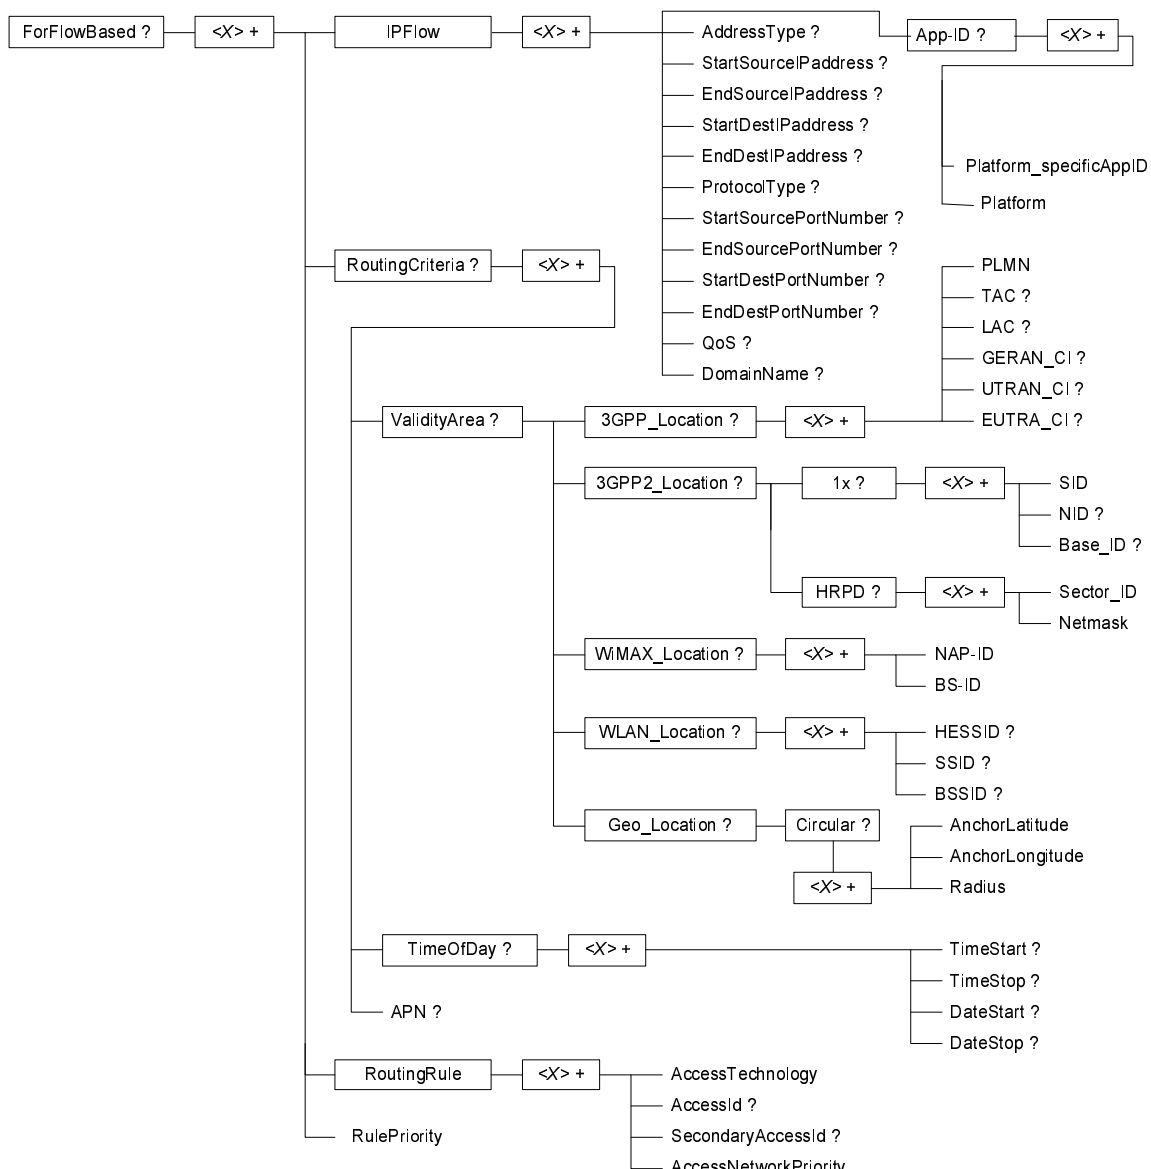 ForFlowBased ? <X> + IPFlow <X> + AddressType ? App-ID ? <X> +
StartSourceIPaddress ?
EndSourceIPaddress ?
StartDestIPaddress ?
EndDestIPaddress ?
Platform_specificAppID
ProtocolType ?
Platform
StartSourcePortNumber ?
EndSourcePortNumber ?
RoutingCriteria ? <X> + PLMN
StartDestPortNumber ?
TAC ?
EndDestPortNumber ?
LAC ?
QoS ?
GERAN_CI ?
DomainName ?
UTRAN_CI ?
ValidityArea ? 3GPP_Location ? <X> + EUTRA_CI ?
3GPP2_Location ? 1x ? <X> + SID
NID ?
Base_ID ?
HRPD ? <X> + Sector_ID
Netmask
WiMAX_Location ? <X> + NAP-ID
BS-ID
WLAN_Location ? <X> + HESSID ?
SSID ?
BSSID ?
Geo_Location ? Circular ? AnchorLatitude
AnchorLongitude
<X> + Radius
TimeOfDay ? <X> + TimeStart ?
TimeStop ?
APN ? DateStart ?
DateStop ?
RoutingRule <X> + AccessTechnology
AccessId ?
RulePriority SecondaryAccessId ?
AccessNetworkPriority